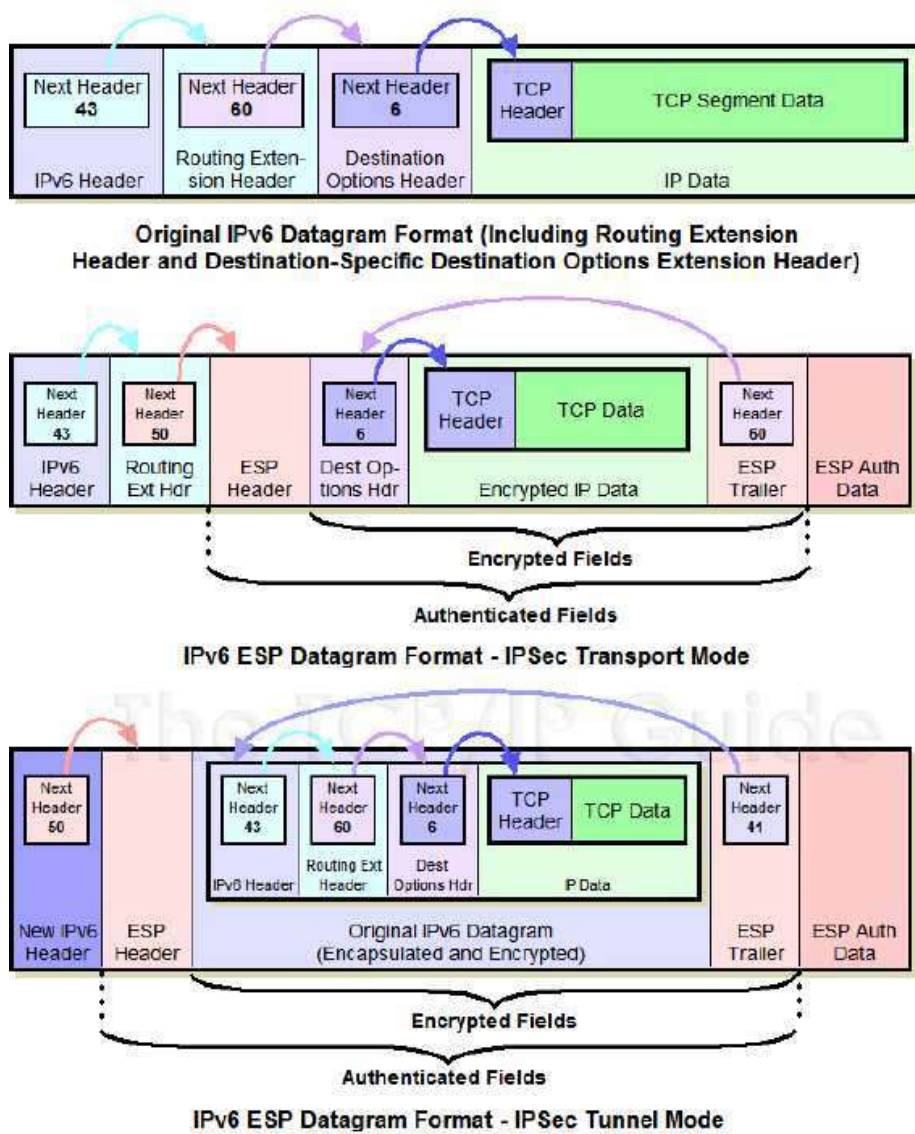 Next Header
43
Next Header
60
Next Header
6
TCP
Header
TCP Segment Data
IPv6 Header
Routing Exten-
sion Header
Destination
Options Header
IP Data
Original IPv6 Datagram Format (Including Routing Extension
Header and Destination-Specific Destination Options Extension Header)
Next
Header
43
Next
Header
50
Next
Header
6
TCP
Header
TCP Data
Next
Header
60
IPv6
Header
Routing
Ext Hdr
ESP
Header
Dest Op-
tions Hdr
Encrypted IP Data
ESP
Trailer
ESP Auth
Data
Encrypted Fields
Authenticated Fields
IPv6 ESP Datagram Format - IPSec Transport Mode
The TCP/IP Guide
Next
Header
50
Next
Header
43
Next
Header
60
Next
Header
6
TCP
Header
TCP Data
Next
Header
41
IPv6 Header
Routing Ext
Header
Dest
Options Hdr
IP Data
New IPv6
Header
ESP
Header
Original IPv6 Datagram
(Encapsulated and Encrypted)
ESP
Trailer
ESP Auth
Data
Encrypted Fields
Authenticated Fields
IPv6 ESP Datagram Format - IPSec Tunnel Mode